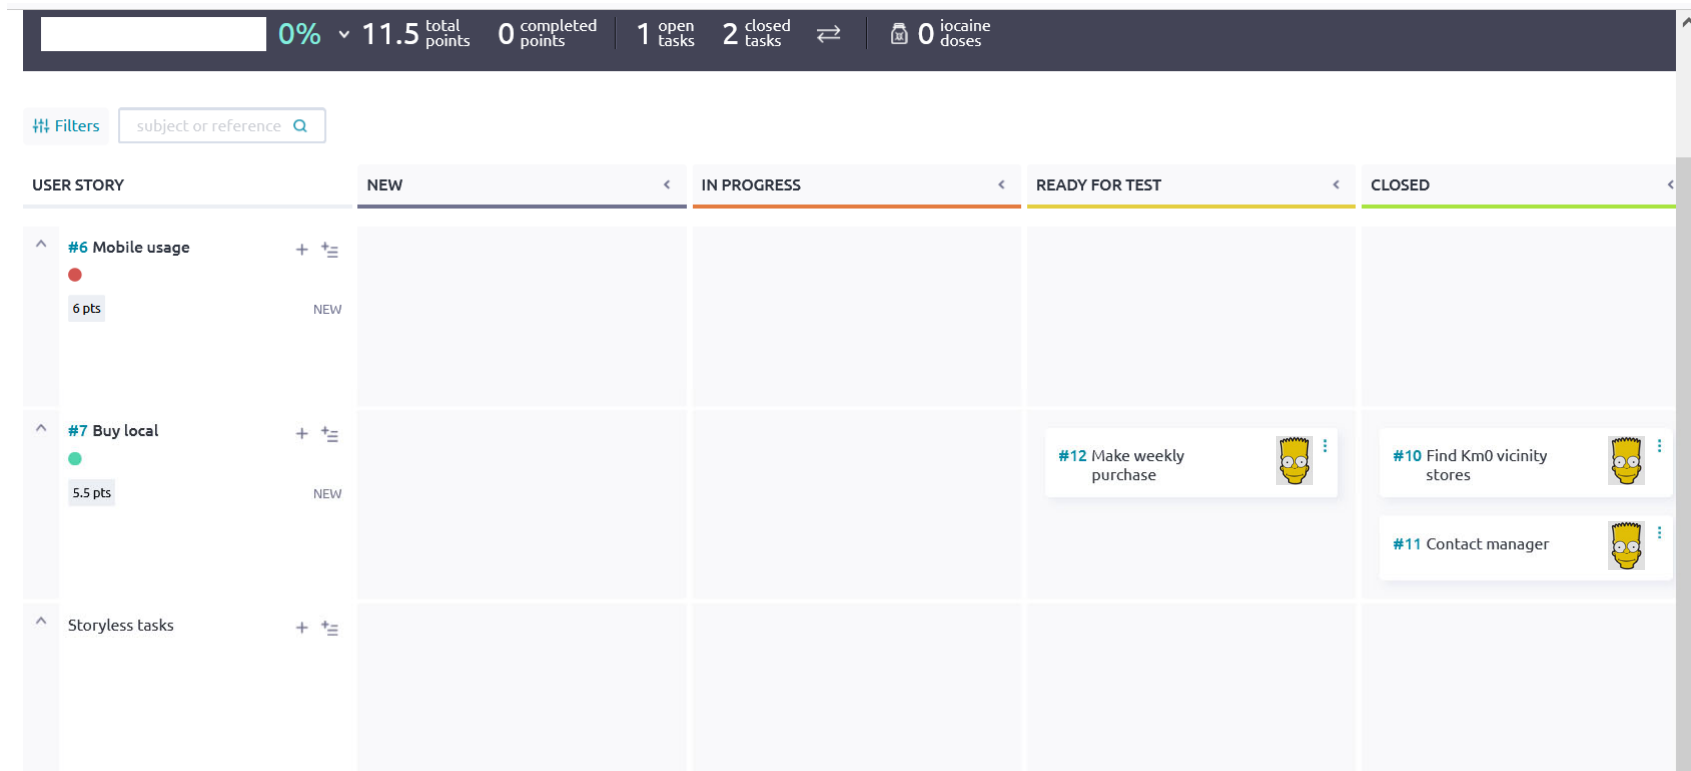 0% 11.5 total points 0 completed points 1 open tasks 2 closed tasks 0 iocaine doses
Filters subject or reference
USER STORY NEW IN PROGRESS READY FOR TEST CLOSED
#6 Mobile usage
6 pts NEW
#7 Buy local
5.5 pts NEW
#12 Make weekly
purchase
#10 Find Km0 vicinity
stores
#11 Contact manager
Storyless tasks